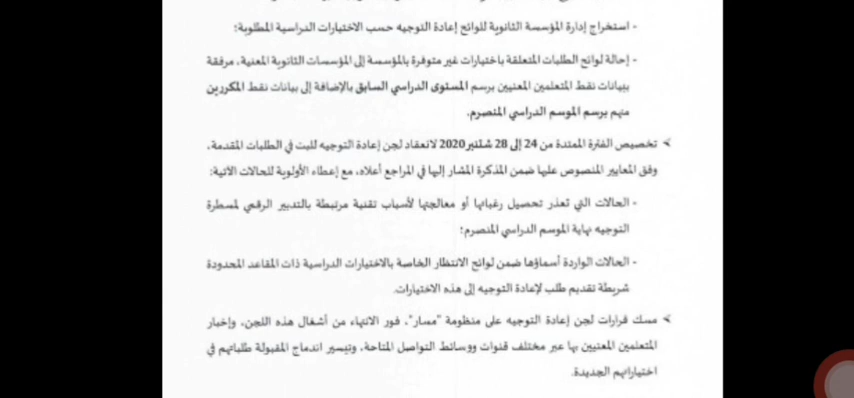 - استخراج إدارة المؤسسة الثانوية للوائح إعادة التوجيه حسب الاختيارات الدراسية المطلوبة؛
- إحالة لوائح الطلبات المتعلقة باختيارات غير متوفرة بالمؤسسة إلى المؤسسات الثانوية المعنية، مرفقة
ببيانات نقط المتعلمين المعنيين برسم المستوى الدراسي السابق بالإضافة إلى بيانات نقط المكررين
منهم برسم الموسم الدراسي المنصرم.
➤ تخصيص الفترة الممتدة من 24 إلى 28 شتنبر 2020 لانعقاد لجن إعادة التوجيه للبت في الطلبات المقدمة،
وفق المعايير المنصوص عليها ضمن المذكرة المشار إليها في المراجع أعلاه، مع إعطاء الأولوية للحالات الآتية:
- الحالات التي تعذر تحصيل رغباتها أو معالجتها لأسباب تقنية مرتبطة بالتدبير الرقمي لمسطرة
التوجيه نهاية الموسم الدراسي المنصرم؛
- الحالات الواردة أسماؤها ضمن لوائح الانتظار الخاصة بالاختيارات الدراسية ذات المقاعد المحدودة
شريطة تقديم طلب لإعادة التوجيه إلى هذه الاختيارات.
➤ مسك قرارات لجن إعادة التوجيه على منظومة "مسار"، فور الانتهاء من أشغال هذه اللجن، وإخبار
المتعلمين المعنيين بها عبر مختلف قنوات ووسائط التواصل المتاحة، وتيسير اندماج المقبولة طلباتهم في
اختياراتهم الجديدة.